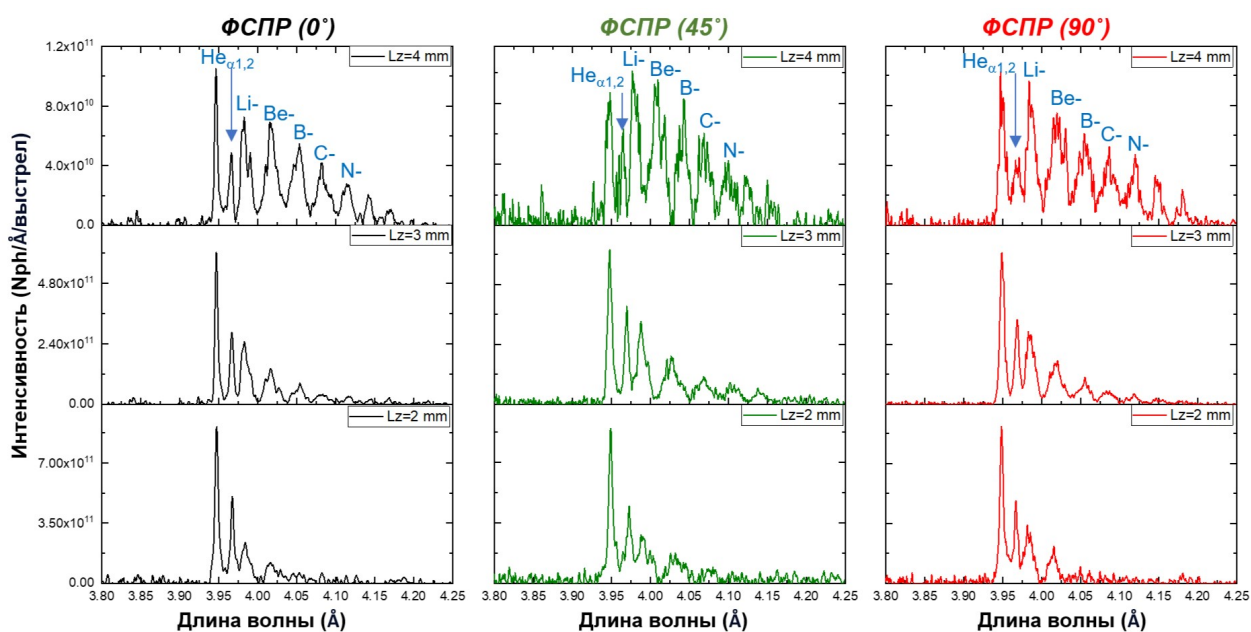 ФСПР (0˚)
ФСПР (45˚)
ФСПР (90˚)
Интенсивность (Nph/Å/выстрел)
1.2x10¹¹
8.0x10¹⁰
4.0x10¹⁰
0.0
Heα1,2
Li-
Be-
B-
C-
N-
Lz=4 mm
Heα1,2
Li-
Be-
B-
C-
N-
Lz=4 mm
Heα1,2
Li-
Be-
B-
C-
N-
Lz=4 mm
4.80x10¹¹
2.40x10¹¹
0.00
Lz=3 mm
Lz=3 mm
Lz=3 mm
7.00x10¹¹
3.50x10¹¹
0.00
Lz=2 mm
Lz=2 mm
Lz=2 mm
3.80 3.85 3.90 3.95 4.00 4.05 4.10 4.15 4.20 4.25
3.80 3.85 3.90 3.95 4.00 4.05 4.10 4.15 4.20 4.25
3.80 3.85 3.90 3.95 4.00 4.05 4.10 4.15 4.20 4.25
Длина волны (Å)
Длина волны (Å)
Длина волны (Å)